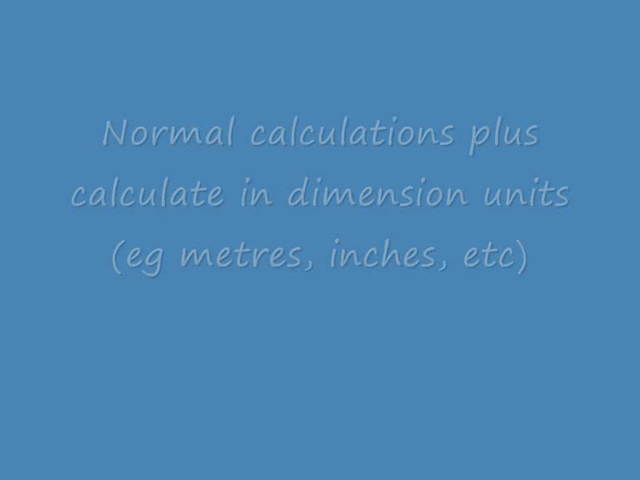 Normal calculations plus
calculate in dimension units
(eg metres, inches, etc)